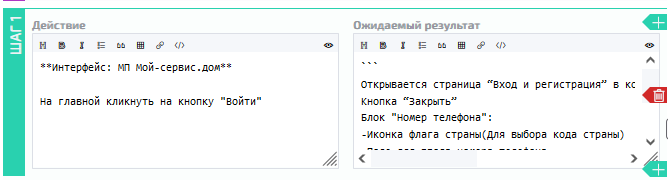 ШАГ 1
Действие
**Интерфейс: МП Мой-сервис.дом**
На главной кликнуть на кнопку "Войти"
Ожидаемый результат
```
Открывается страница “Вход и регистрация” в ко
Кнопка “Закрыть”
Блок "Номер телефона":
-Иконка флага страны(Для выбора кода страны)